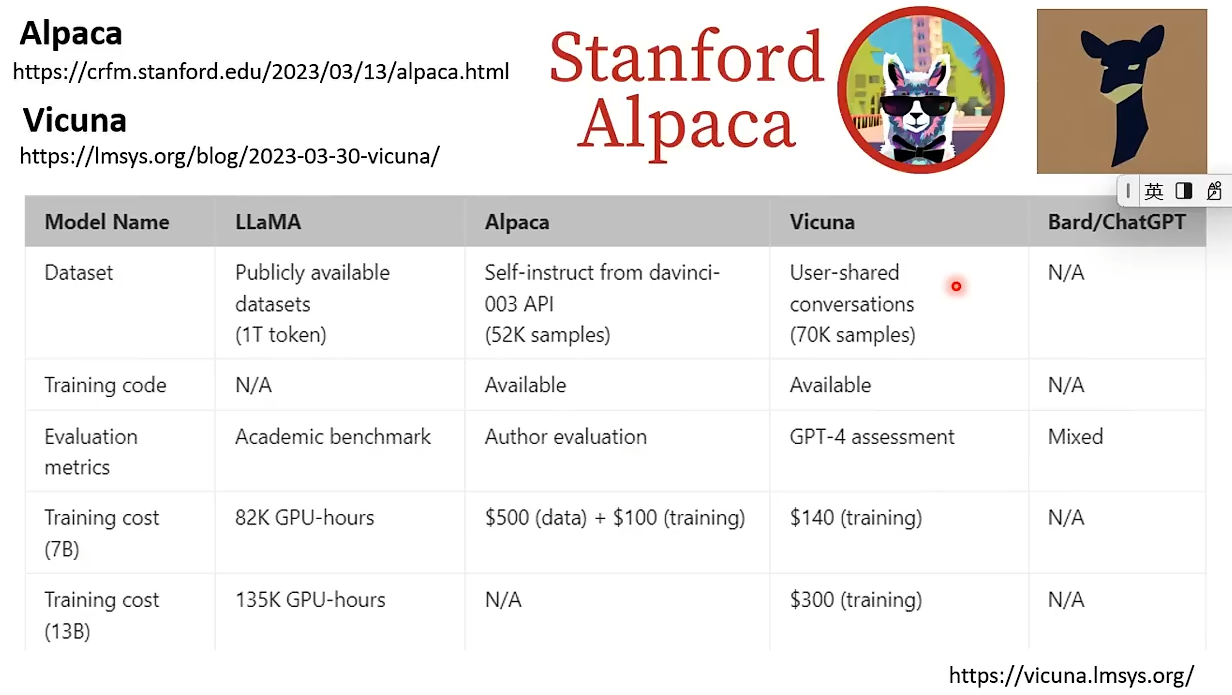 Alpaca
https://crfm.stanford.edu/2023/03/13/alpaca.html
Vicuna
https://lmsys.org/blog/2023-03-30-vicuna/
Stanford
Alpaca
英
Model Name LLaMA Alpaca Vicuna Bard/ChatGPT
Dataset Publicly available Self-instruct from davinci- User-shared N/A
datasets 003 API conversations
(1T token) (52K samples) (70K samples)
Training code N/A Available Available N/A
Evaluation Academic benchmark Author evaluation GPT-4 assessment Mixed
metrics
Training cost 82K GPU-hours $500 (data) + $100 (training) $140 (training) N/A
(7B)
Training cost 135K GPU-hours N/A $300 (training) N/A
(13B)
https://vicuna.lmsys.org/